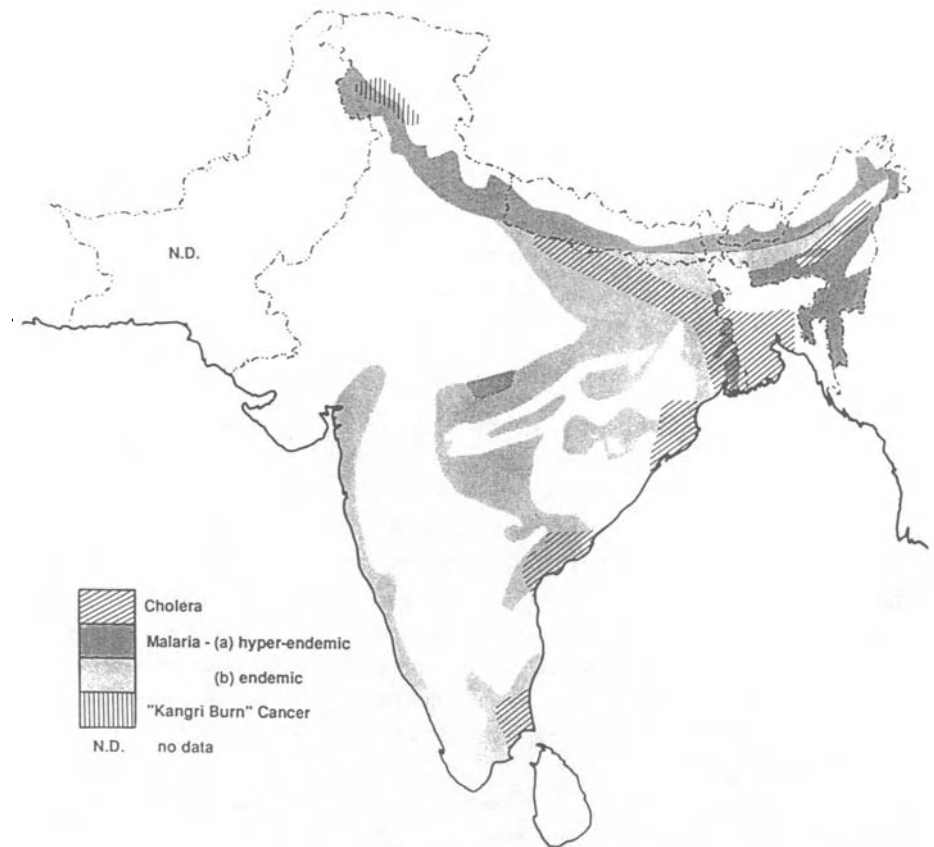 N.D.
Cholera
Malaria - (a) hyper-endemic
(b) endemic
"Kangri Burn" Cancer
N.D. no data